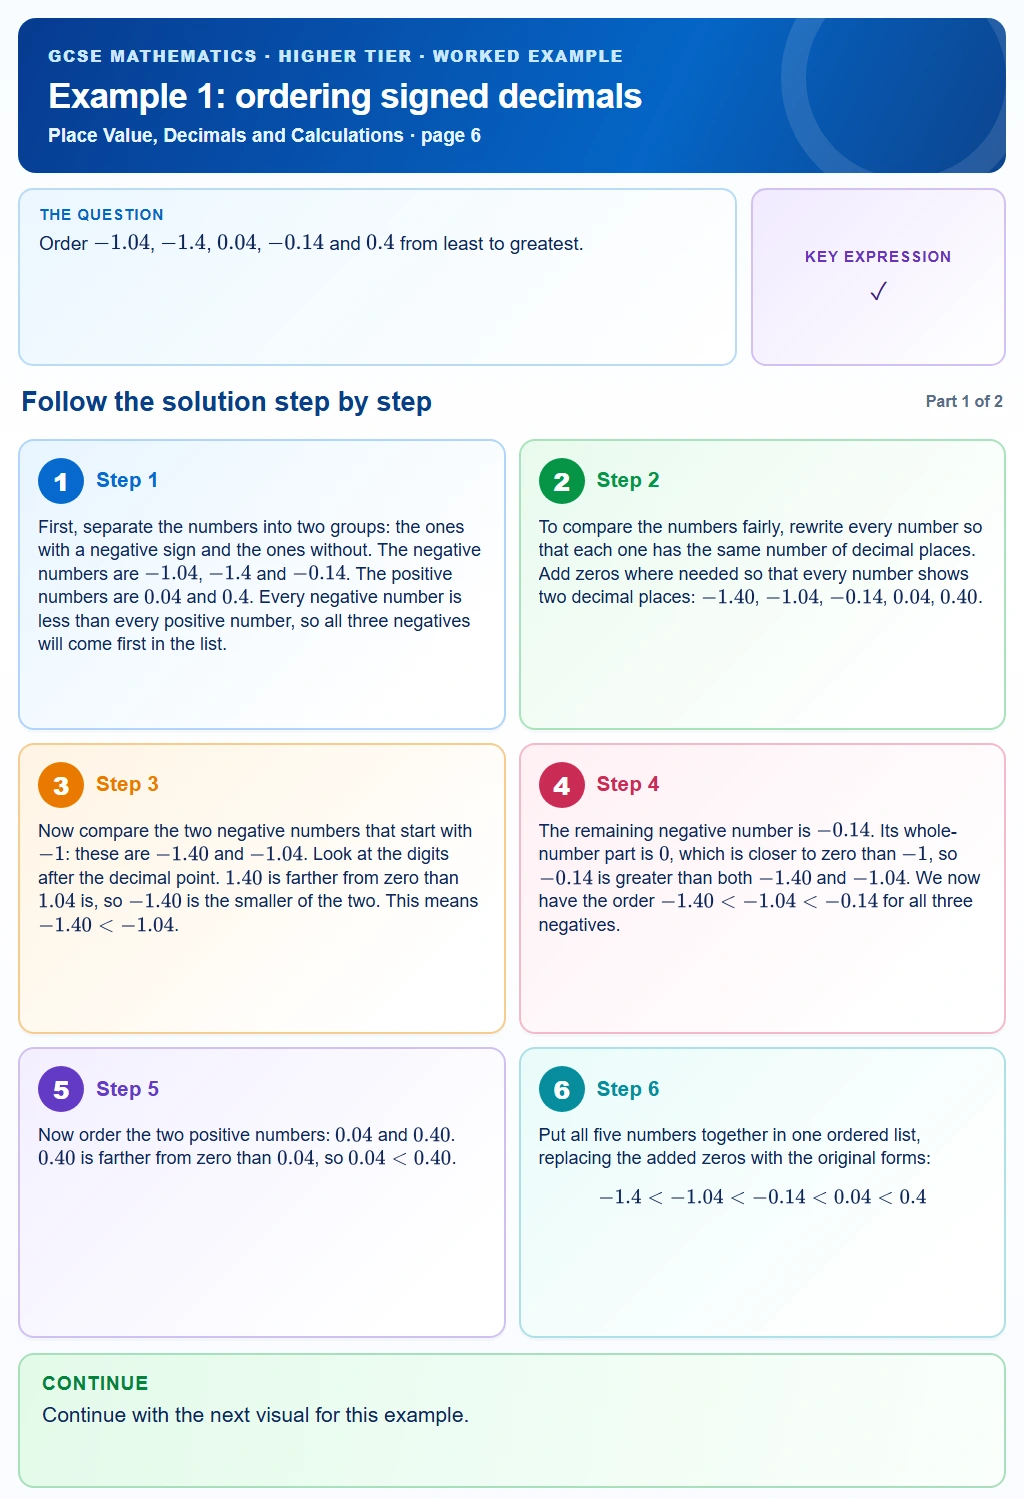 GCSE MATHEMATICS · HIGHER TIER · WORKED EXAMPLE
Example 1: ordering signed decimals
Place Value, Decimals and Calculations · page 6
THE QUESTION
Order −1.04, −1.4, 0.04, −0.14 and 0.4 from least to greatest.
KEY EXPRESSION
✓
Follow the solution step by step
Part 1 of 2
1 Step 1
First, separate the numbers into two groups: the ones
with a negative sign and the ones without. The negative
numbers are −1.04, −1.4 and −0.14. The positive
numbers are 0.04 and 0.4. Every negative number is
less than every positive number, so all three negatives
will come first in the list.
2 Step 2
To compare the numbers fairly, rewrite every number so
that each one has the same number of decimal places.
Add zeros where needed so that every number shows
two decimal places: −1.40, −1.04, −0.14, 0.04, 0.40.
3 Step 3
Now compare the two negative numbers that start with
−1: these are −1.40 and −1.04. Look at the digits
after the decimal point. 1.40 is farther from zero than
1.04 is, so −1.40 is the smaller of the two. This means
−1.40 < −1.04.
4 Step 4
The remaining negative number is −0.14. Its whole-
number part is 0, which is closer to zero than −1, so
−0.14 is greater than both −1.40 and −1.04. We now
have the order −1.40 < −1.04 < −0.14 for all three
negatives.
5 Step 5
Now order the two positive numbers: 0.04 and 0.40.
0.40 is farther from zero than 0.04, so 0.04 < 0.40.
6 Step 6
Put all five numbers together in one ordered list,
replacing the added zeros with the original forms:
−1.4 < −1.04 < −0.14 < 0.04 < 0.4
CONTINUE
Continue with the next visual for this example.